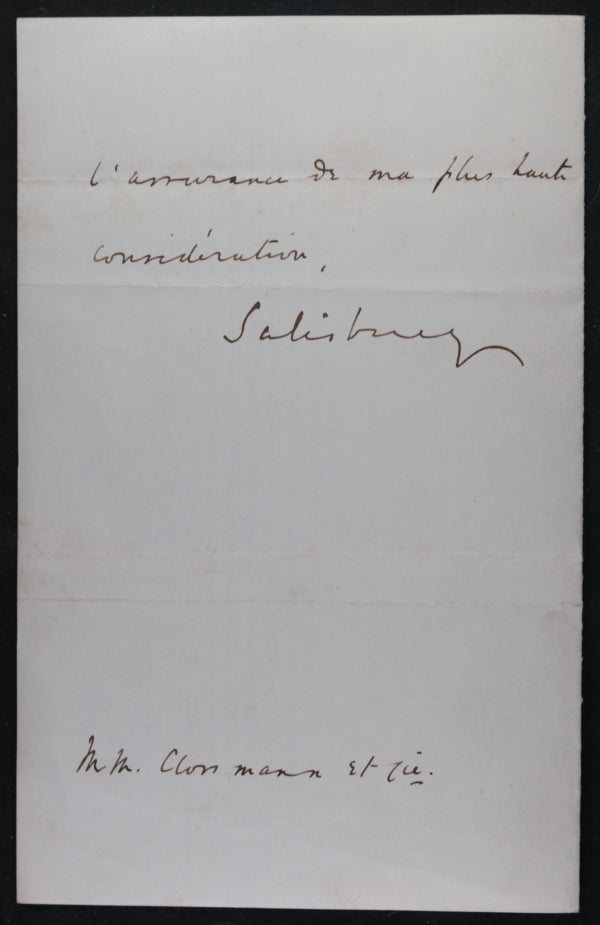 l'assurance de ma plus haute
considération,
Salisbury
MM. Clossmann et Cie.